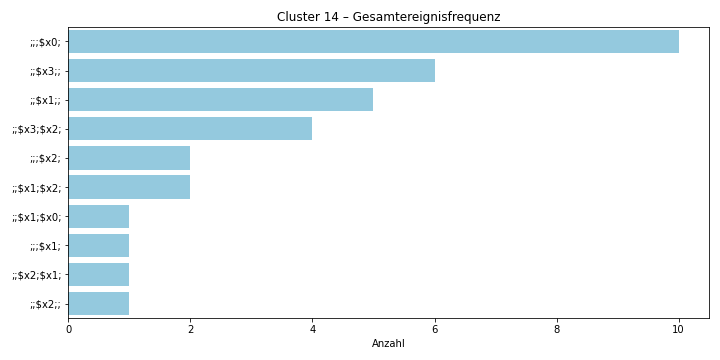 Cluster 14 – Gesamtereignisfrequenz
;;;$x0;
;;$x3;;
;;$x1;;
;;$x3;$x2;
;;;$x2;
;;$x1;$x2;
;;$x1;$x0;
;;;$x1;
;;$x2;$x1;
;;$x2;;
0 2 4 6 8 10
Anzahl